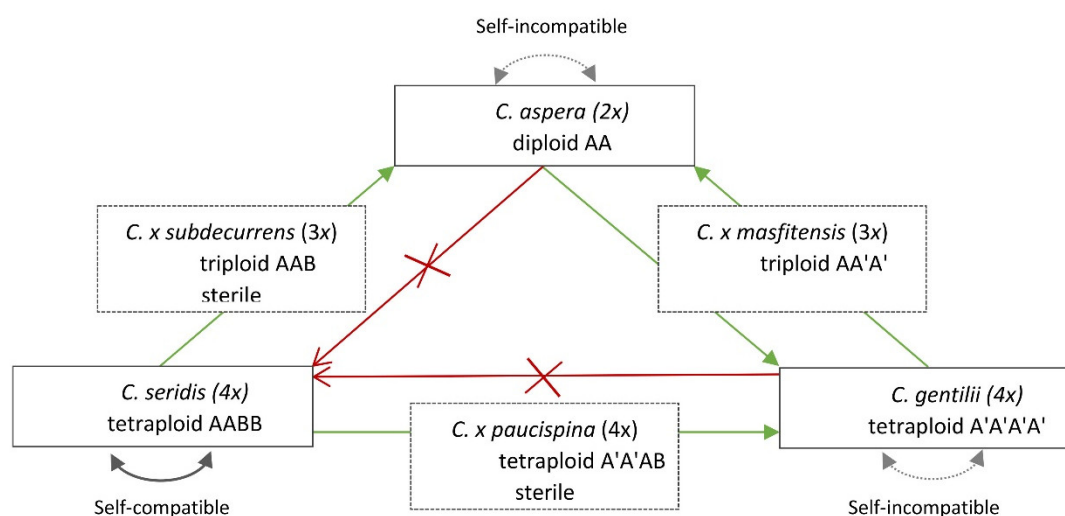 Self-incompatible
C. aspera (2x)
diploid AA
C. x subdecurrens (3x)
triploid AAB
sterile
C. x masfitensis (3x)
triploid AA'A'
C. seridis (4x)
tetraploid AABB
C. x paucispina (4x)
tetraploid A'A'AB
sterile
C. gentilii (4x)
tetraploid A'A'A'A'
Self-compatible
Self-incompatible